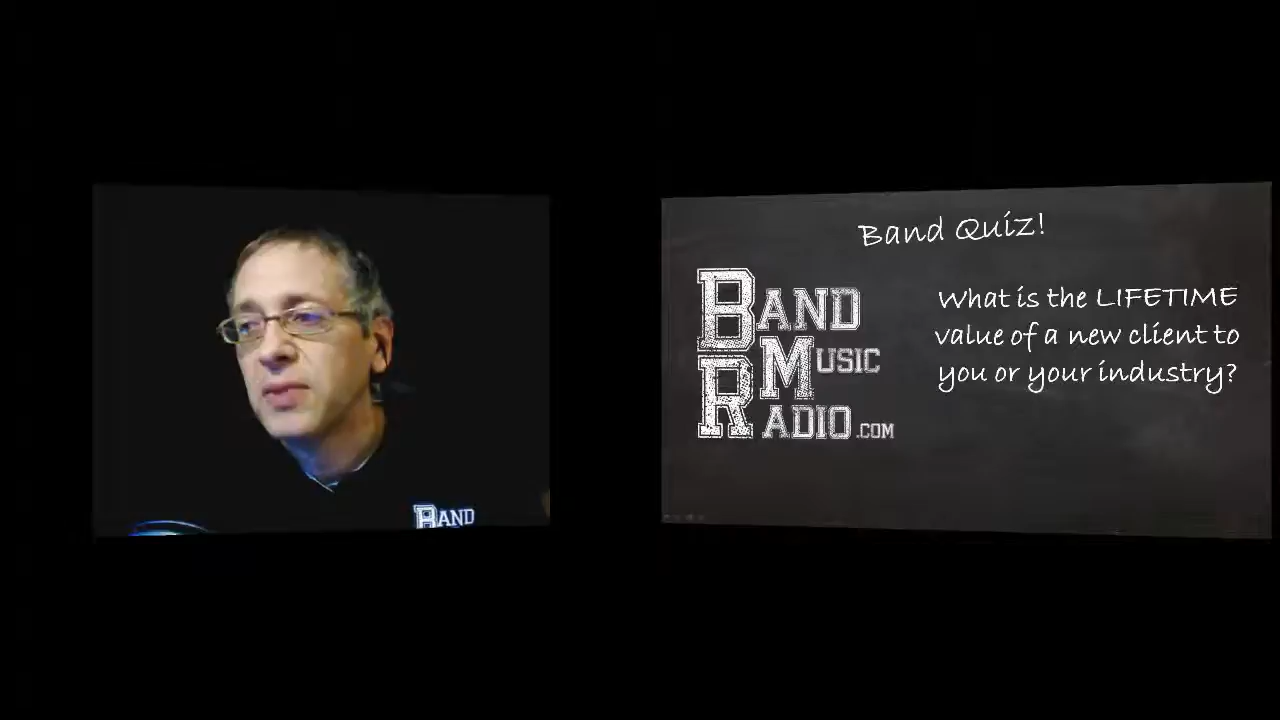 Band Quiz!
BAND
MUSIC
RADIO.COM
What is the LIFETIME
value of a new client to
you or your industry?
BAND